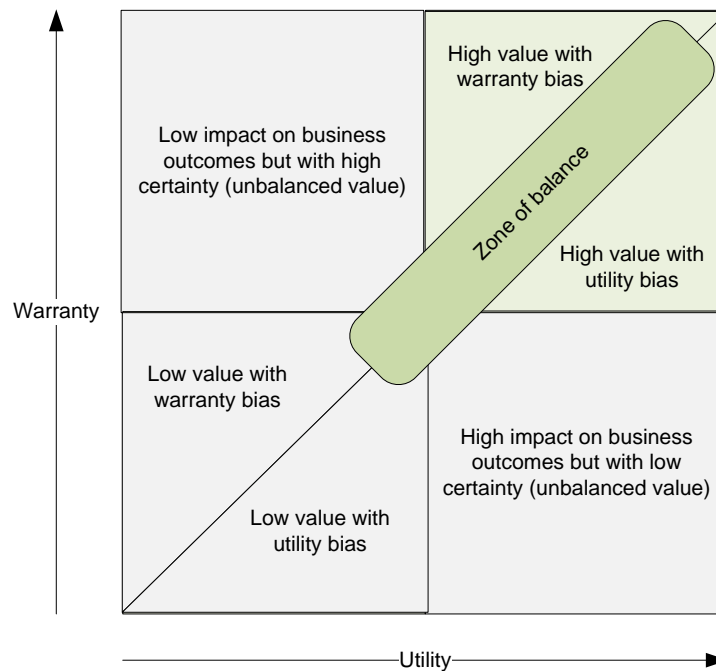 High value with
warranty bias
Low impact on business
outcomes but with high
certainty (unbalanced value)
Zone of balance
High value with
utility bias
Warranty
Low value with
warranty bias
High impact on business
outcomes but with low
certainty (unbalanced value)
Low value with
utility bias
Utility